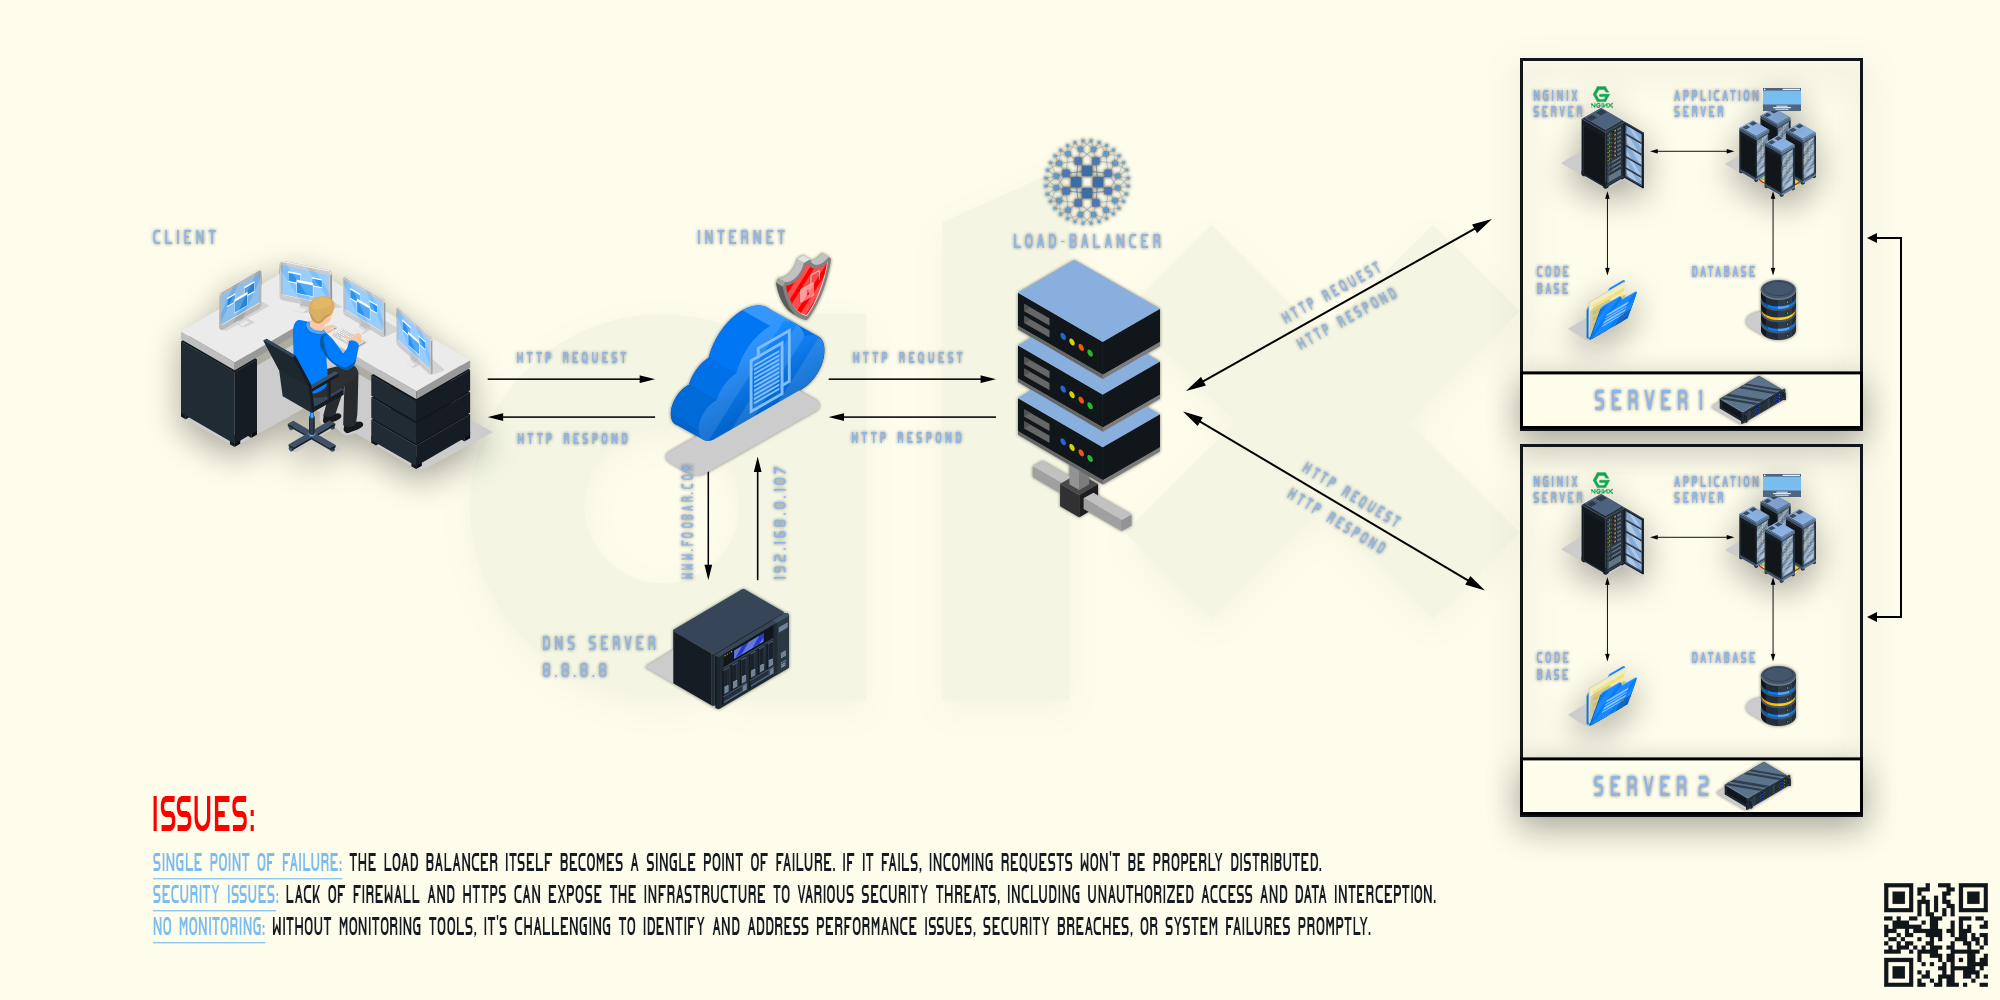 CLIENT
INTERNET
LOAD-BALANCER
HTTP REQUEST
HTTP RESPOND
HTTP REQUEST
HTTP RESPOND
WWW.FOOBAR.COM
192.168.0.107
DNS SERVER
8.8.8.8
HTTP REQUEST
HTTP RESPOND
HTTP REQUEST
HTTP RESPOND
NGINIX
SERVER
NGINX
APPLICATION
SERVER
CODE
BASE
DATABASE
SERVER 1
NGINIX
SERVER
NGINX
APPLICATION
SERVER
CODE
BASE
DATABASE
SERVER 2
alx
ISSUES:
SINGLE POINT OF FAILURE: THE LOAD BALANCER ITSELF BECOMES A SINGLE POINT OF FAILURE. IF IT FAILS, INCOMING REQUESTS WON'T BE PROPERLY DISTRIBUTED.
SECURITY ISSUES: LACK OF FIREWALL AND HTTPS CAN EXPOSE THE INFRASTRUCTURE TO VARIOUS SECURITY THREATS, INCLUDING UNAUTHORIZED ACCESS AND DATA INTERCEPTION.
NO MONITORING: WITHOUT MONITORING TOOLS, IT'S CHALLENGING TO IDENTIFY AND ADDRESS PERFORMANCE ISSUES, SECURITY BREACHES, OR SYSTEM FAILURES PROMPTLY.